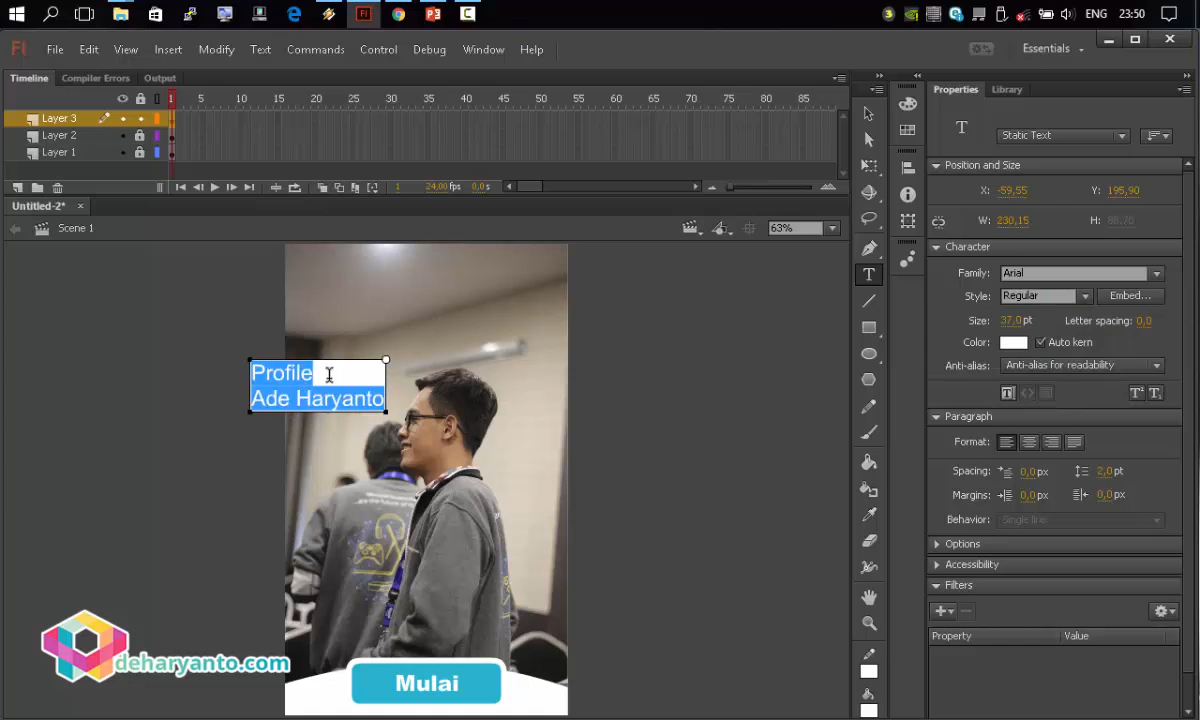 ENG 23:50
Fl File Edit View Insert Modify Text Commands Control Debug Window Help Essentials
Timeline Compiler Errors Output
1 5 10 15 20 25 30 35 40 45 50 55 60 65 70 75 80 85
Layer 3
Layer 2
Layer 1
1 24,00 fps 0,0 s
Untitled-2*
Scene 1 63%
Profile
Ade Haryanto
Mulai
deharyanto.com
Properties Library
T Static Text
Position and Size
X: -59,55 Y: 195,90
W: 230,15 H: 88,70
Character
Family: Arial
Style: Regular Embed...
Size: 37,0 pt Letter spacing: 0,0
Color: Auto kern
Anti-alias: Anti-alias for readability
Paragraph
Format:
Spacing: 0,0 px 2,0 pt
Margins: 0,0 px 0,0 px
Behavior: Single line
Options
Accessibility
Filters
Property Value